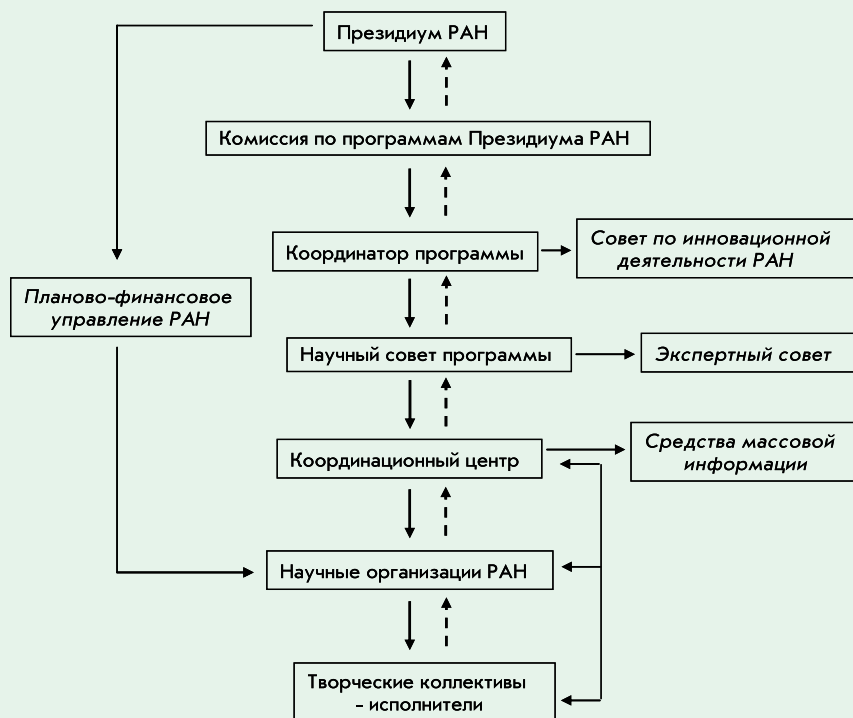 Президиум РАН
Комиссия по программам Президиума РАН
Координатор программы
Совет по инновационной
деятельности РАН
Планово-финансовое
управление РАН
Научный совет программы
Экспертный совет
Координационный центр
Средства массовой
информации
Научные организации РАН
Творческие коллективы
- исполнители